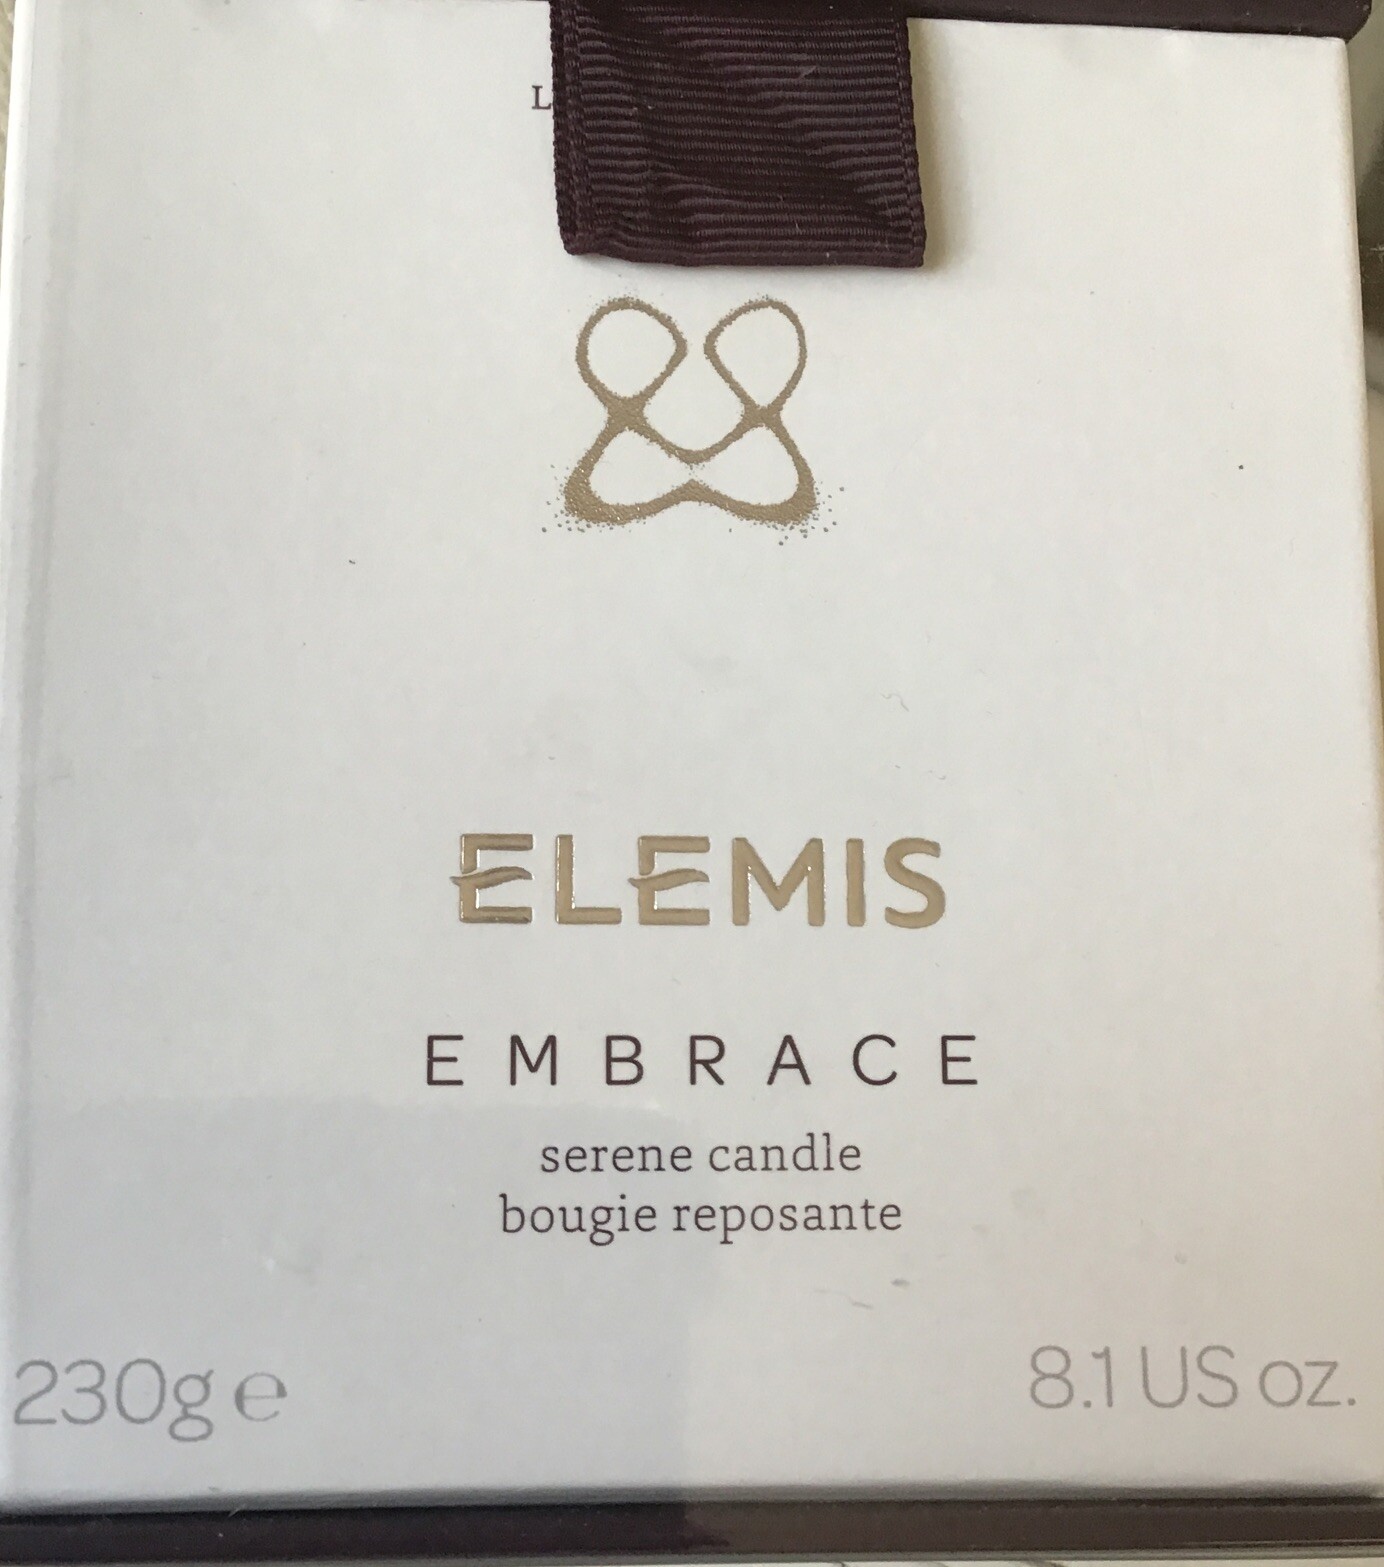 L
ELEMIS
EMBRACE
serene candle
bougie reposante
230g e
8.1 US oz.